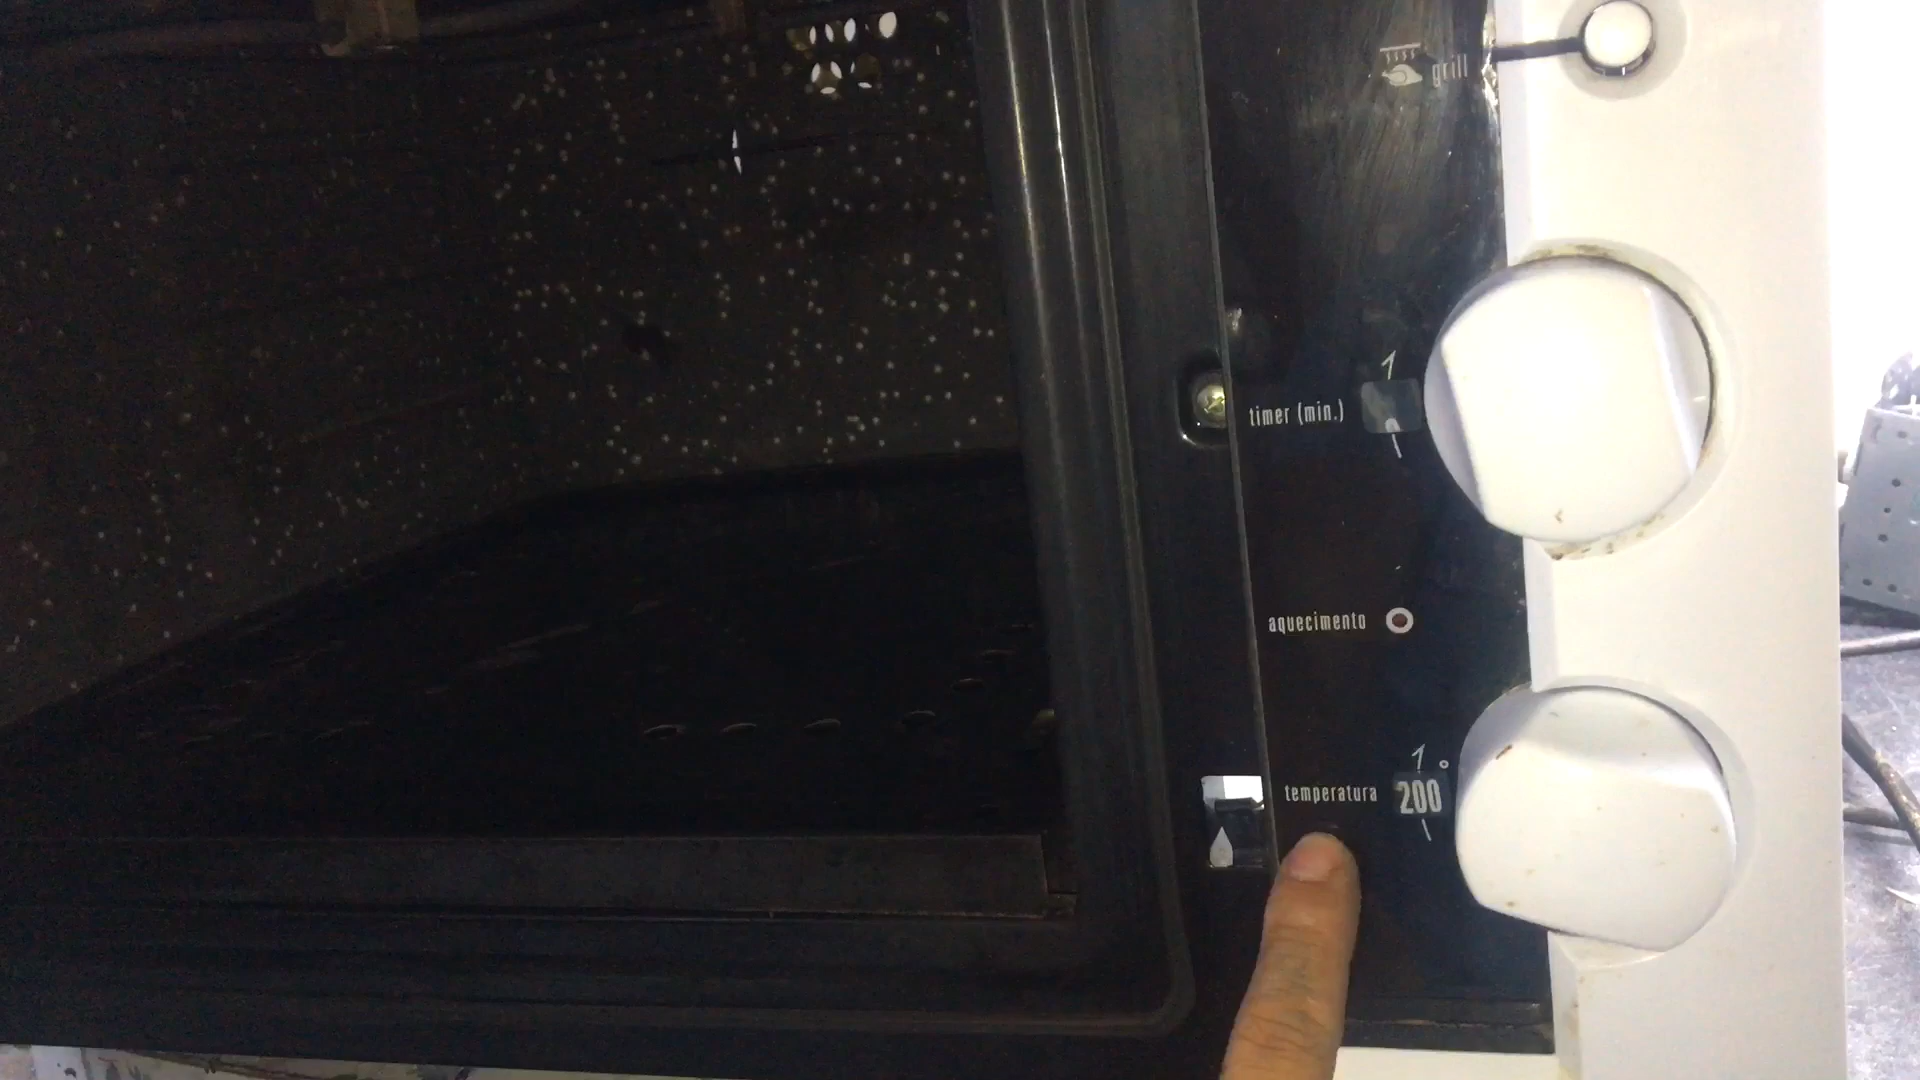 grill
timer (min.)
aquecimento
temperatura 200°